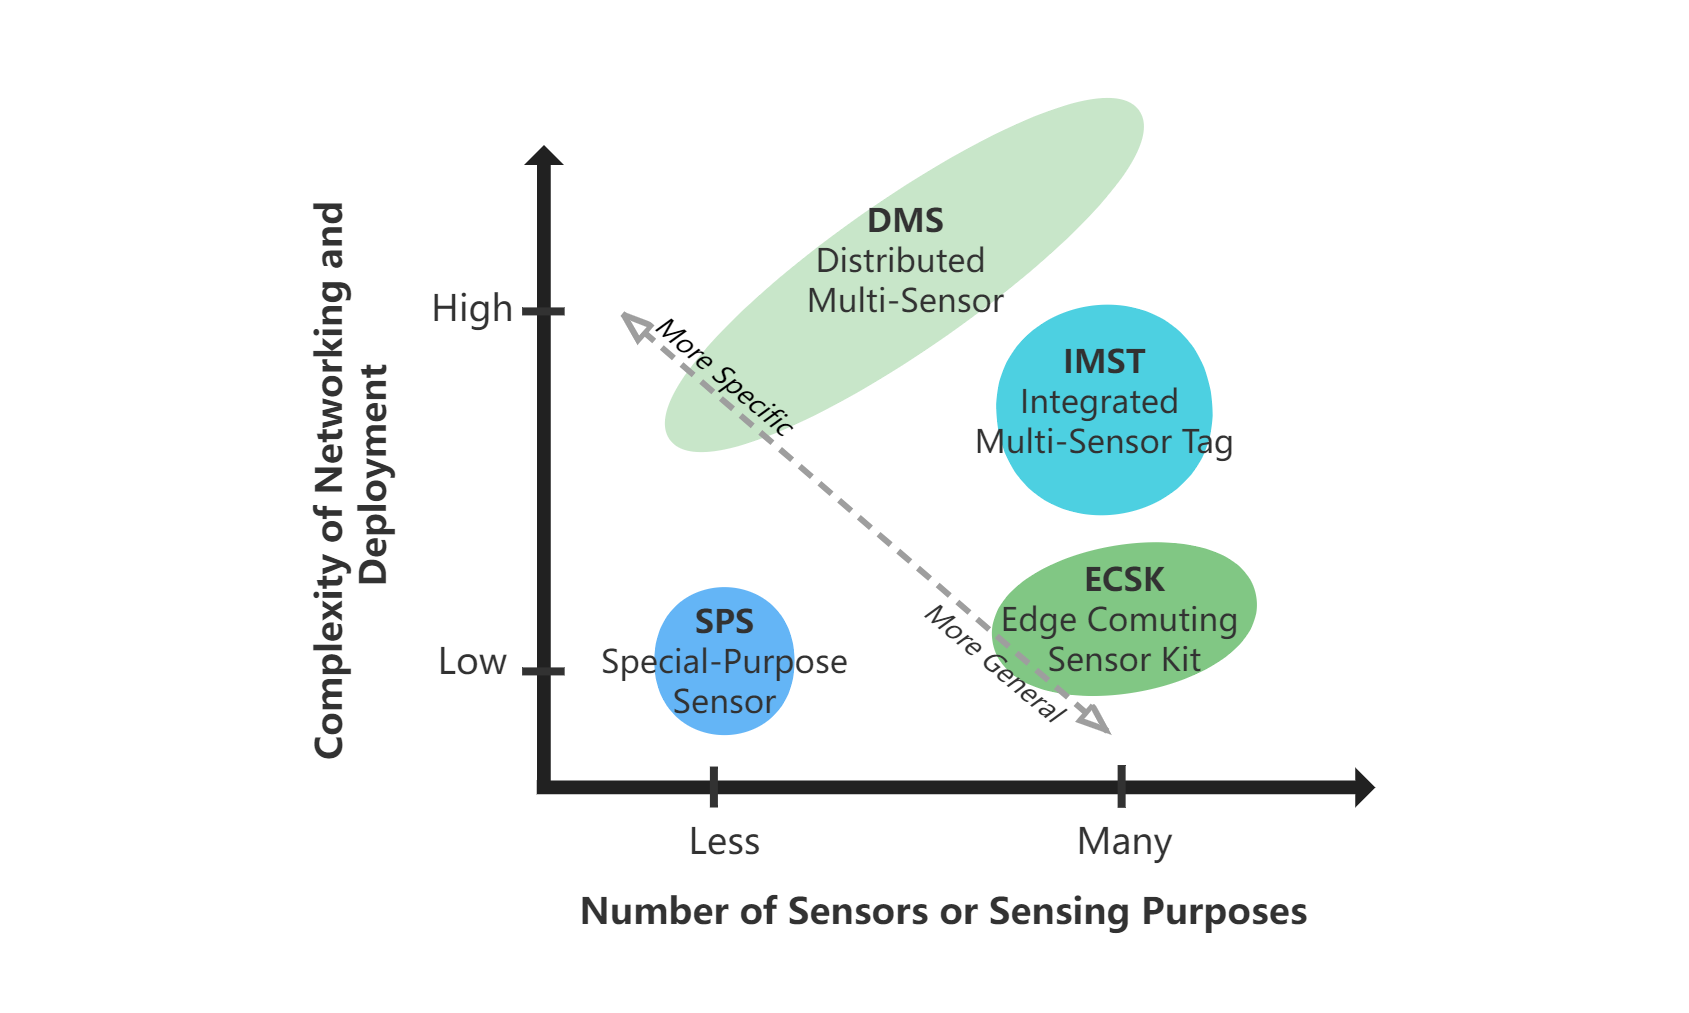 Complexity of Networking and
Deployment
High
Low
DMS
Distributed
Multi-Sensor
More Specific
IMST
Integrated
Multi-Sensor Tag
ECSK
Edge Comuting
Sensor Kit
More General
SPS
Special-Purpose
Sensor
Less
Many
Number of Sensors or Sensing Purposes